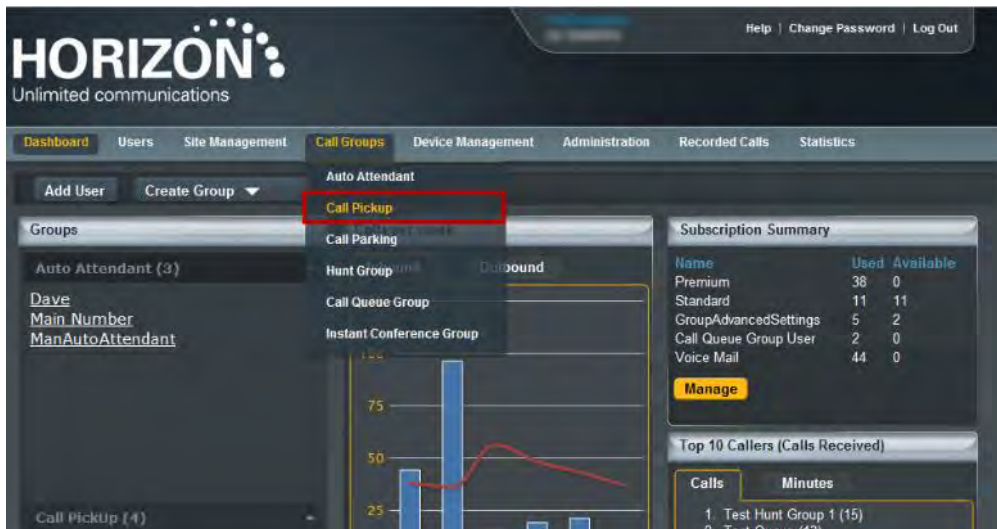 HORIZON
Unlimited communications
Help | Change Password | Log Out
Dashboard Users Site Management Call Groups Device Management Administration Recorded Calls Statistics
Add User Create Group
Auto Attendant
Call Pickup
Call Parking
Hunt Group
Call Queue Group
Instant Conference Group
Groups
Auto Attendant (3)
Dave
Main Number
ManAutoAttendant
Call PickUp (4)
75
50
25
Subscription Summary
Name Used Available
Premium 38 0
Standard 11 11
GroupAdvancedSettings 5 2
Call Queue Group User 2 0
Voice Mail 44 0
Manage
Top 10 Callers (Calls Received)
Calls Minutes
1. Test Hunt Group 1 (15)